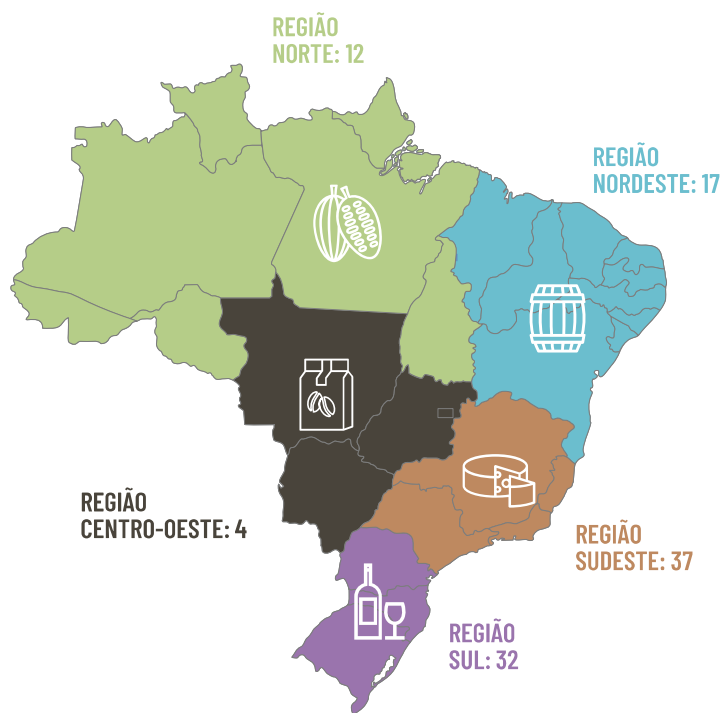 REGIÃO
NORTE: 12
REGIÃO
NORDESTE: 17
REGIÃO
CENTRO-OESTE: 4
REGIÃO
SUDESTE: 37
REGIÃO
SUL: 32